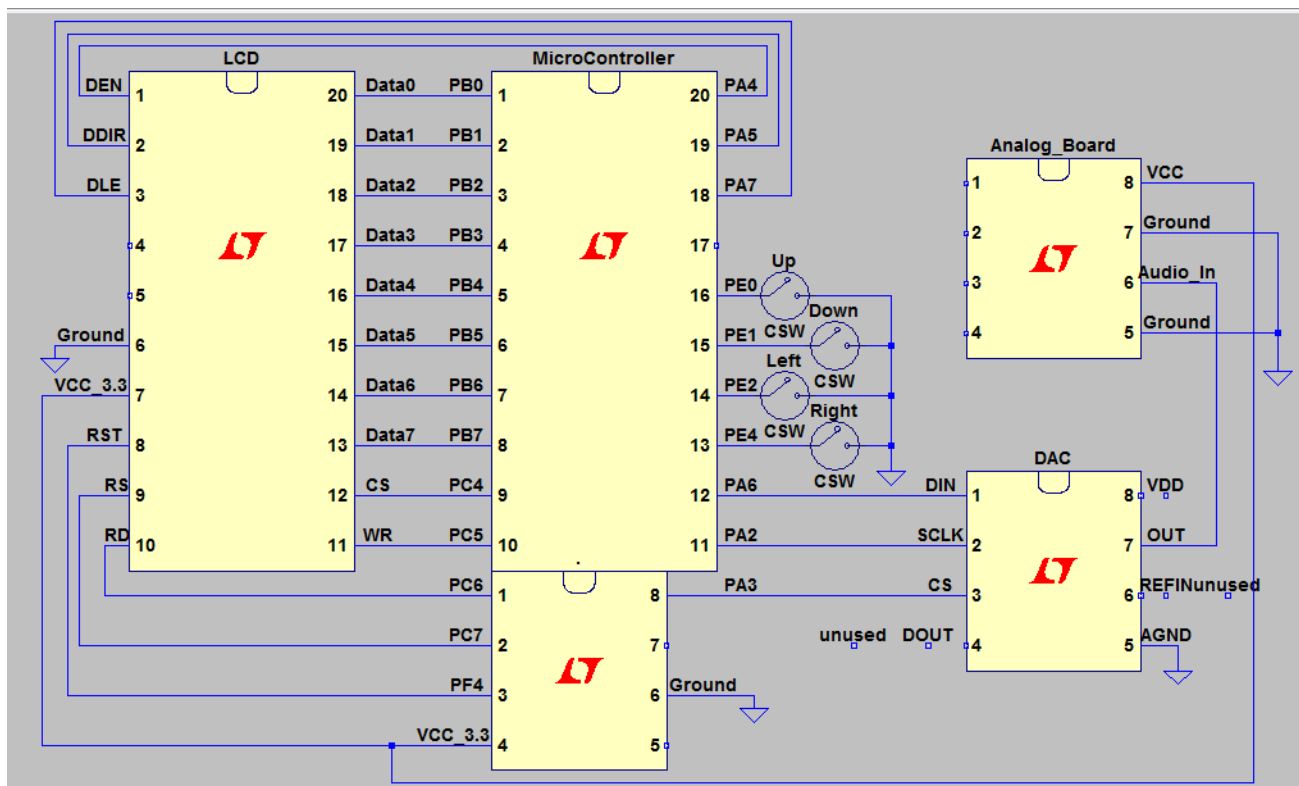 LCD
MicroController
DEN 1 20 Data0 PB0 1 20 PA4
DDIR 2 19 Data1 PB1 2 19 PA5
Analog_Board
DLE 3 18 Data2 PB2 3 18 PA7
1 8 VCC
4 17 Data3 PB3 4 17
2 7 Ground
Up
5 16 Data4 PB4 5 16 PE0
3 6 Audio_In
CSW Down
Ground 6 15 Data5 PB5 6 15 PE1
4 5 Ground
Left CSW
VCC_3.3 7 14 Data6 PB6 7 14 PE2
CSW Right
RST 8 13 Data7 PB7 8 13 PE4
CSW
DAC
RS 9 12 CS PC4 9 12 PA6 DIN 1 8 VDD
RD 10 11 WR PC5 10 11 PA2 SCLK 2 7 OUT
PC6 1 8 PA3 CS 3 6 REFINunused
PC7 2 7 unused DOUT 4 5 AGND
PF4 3 6 Ground
VCC_3.3 4 5